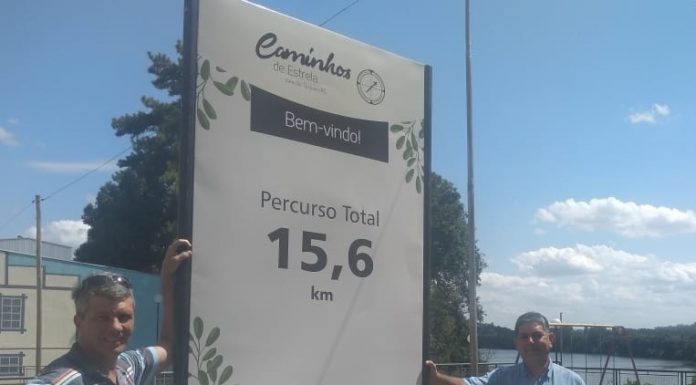 Caminhos
de Estrela
Bem-vindo!
Percurso Total
15,6
km